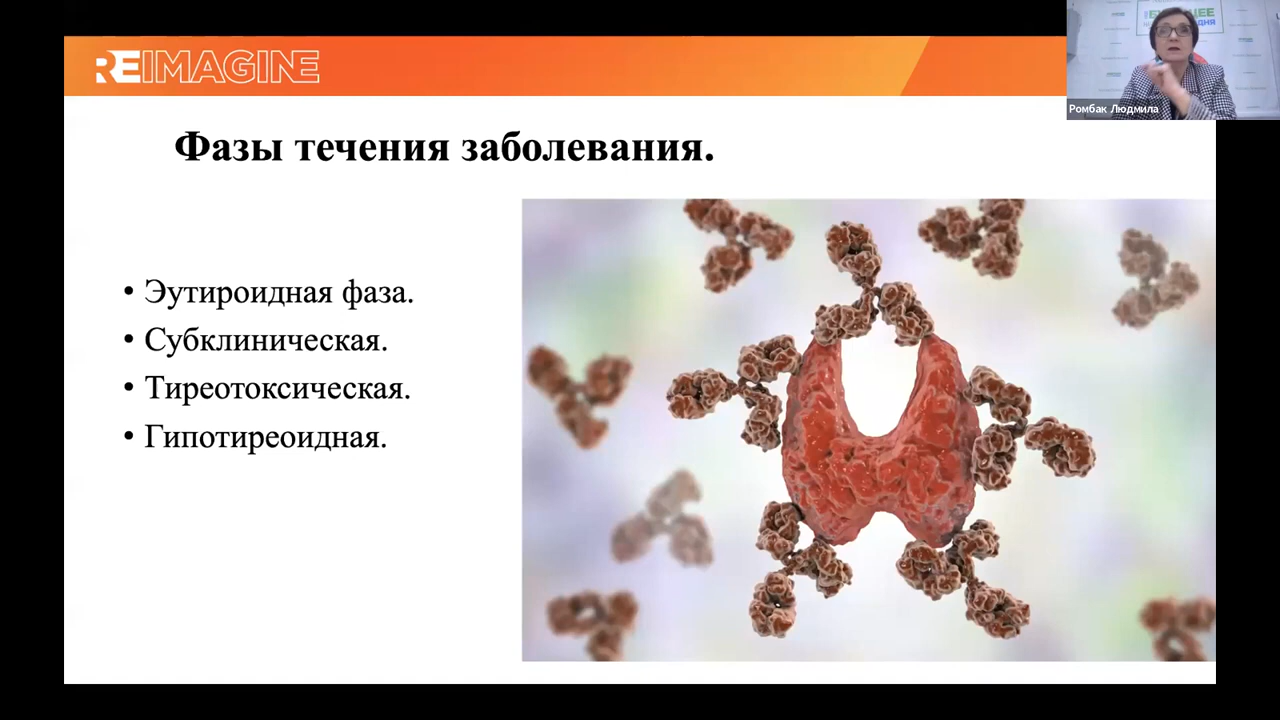 REIMAGINE
Ромбак Людмила
Фазы течения заболевания.
• Эутироидная фаза.
• Субклиническая.
• Тиреотоксическая.
• Гипотиреоидная.